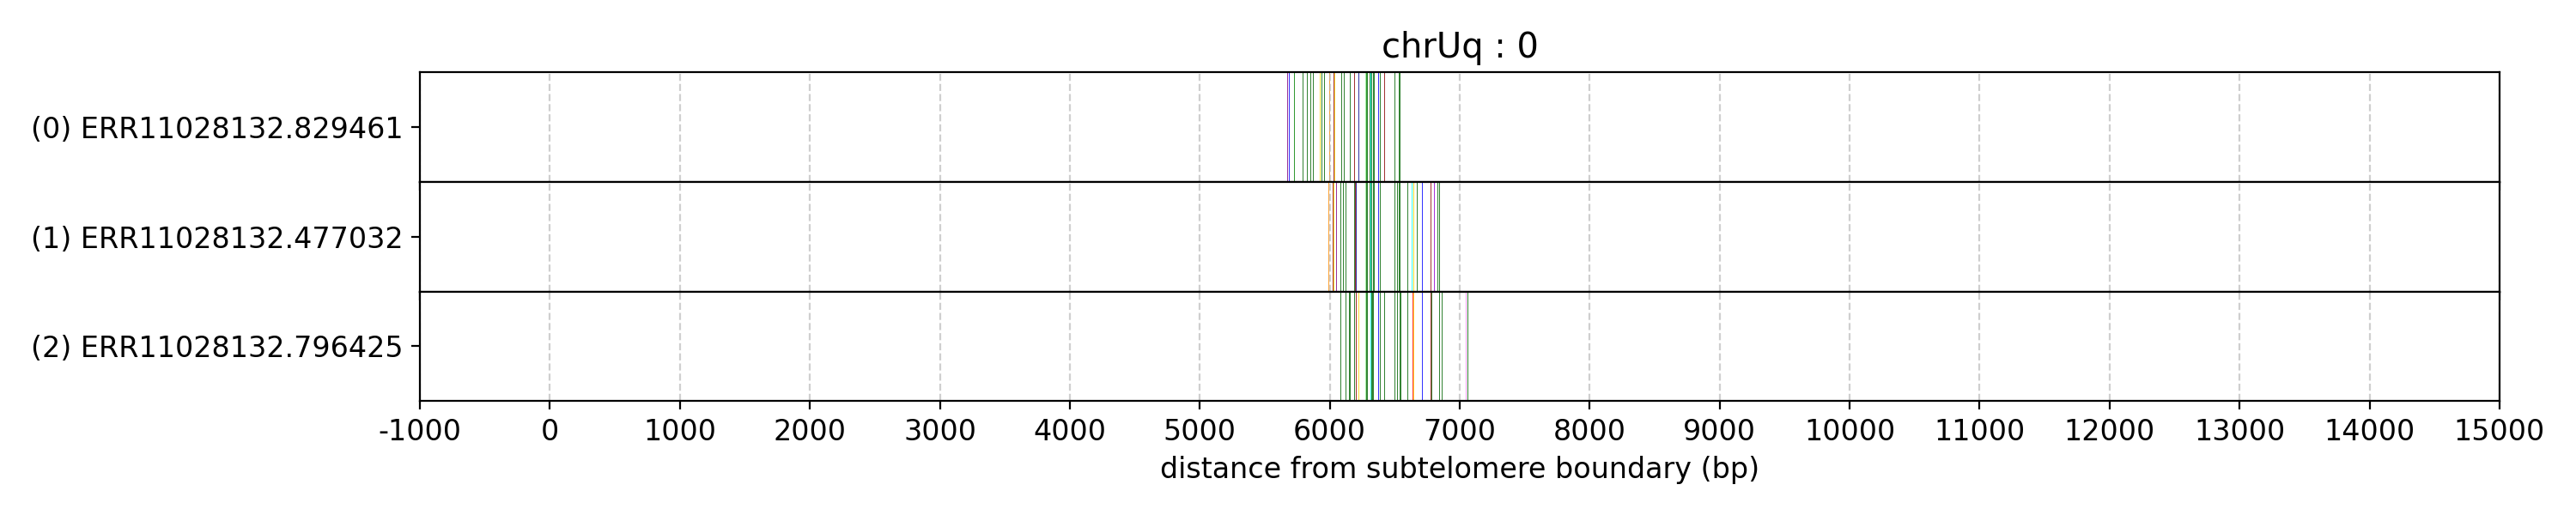 chrUq : 0
(0) ERR11028132.829461
(1) ERR11028132.477032
(2) ERR11028132.796425
-1000 0 1000 2000 3000 4000 5000 6000 7000 8000 9000 10000 11000 12000 13000 14000 15000
distance from subtelomere boundary (bp)